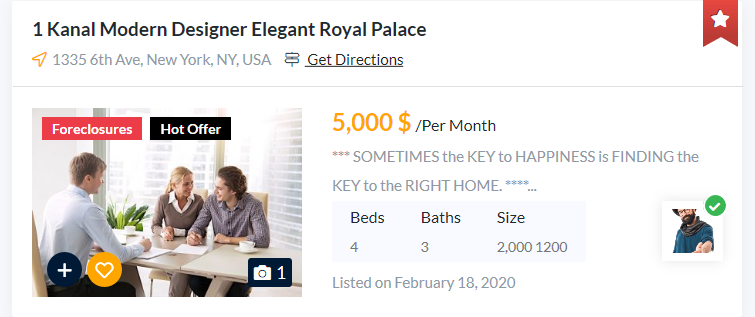 1 Kanal Modern Designer Elegant Royal Palace
1335 6th Ave, New York, NY, USA Get Directions
Foreclosures Hot Offer
5,000 $ /Per Month
*** SOMETIMES the KEY to HAPPINESS is FINDING the
KEY to the RIGHT HOME. ****...
Beds Baths Size
4 3 2,000 1200
1
Listed on February 18, 2020